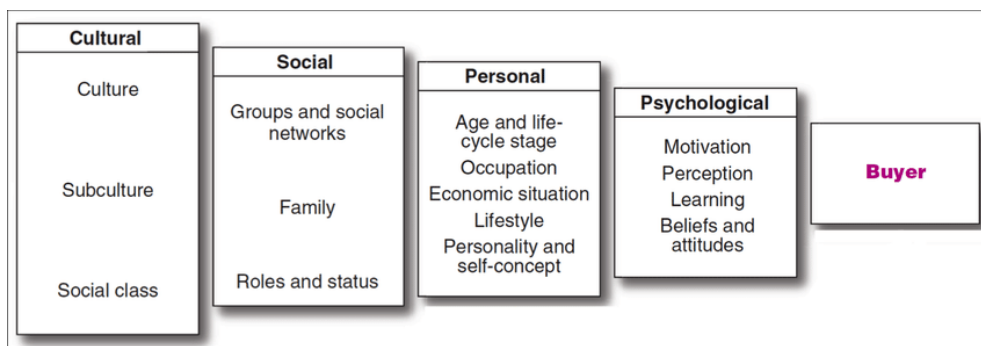 Cultural
Culture
Subculture
Social class
Social
Groups and social
networks
Family
Roles and status
Personal
Age and life-
cycle stage
Occupation
Economic situation
Lifestyle
Personality and
self-concept
Psychological
Motivation
Perception
Learning
Beliefs and
attitudes
Buyer